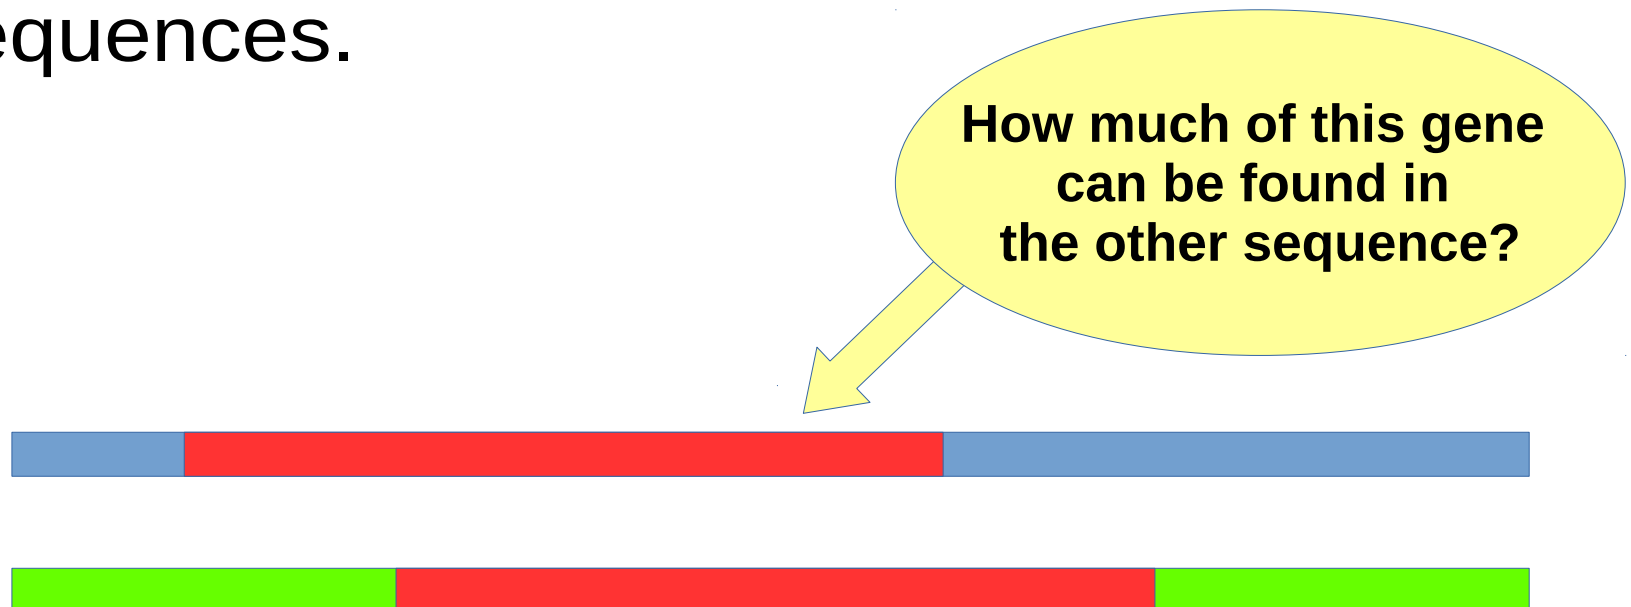 equences.
How much of this gene
can be found in
the other sequence?